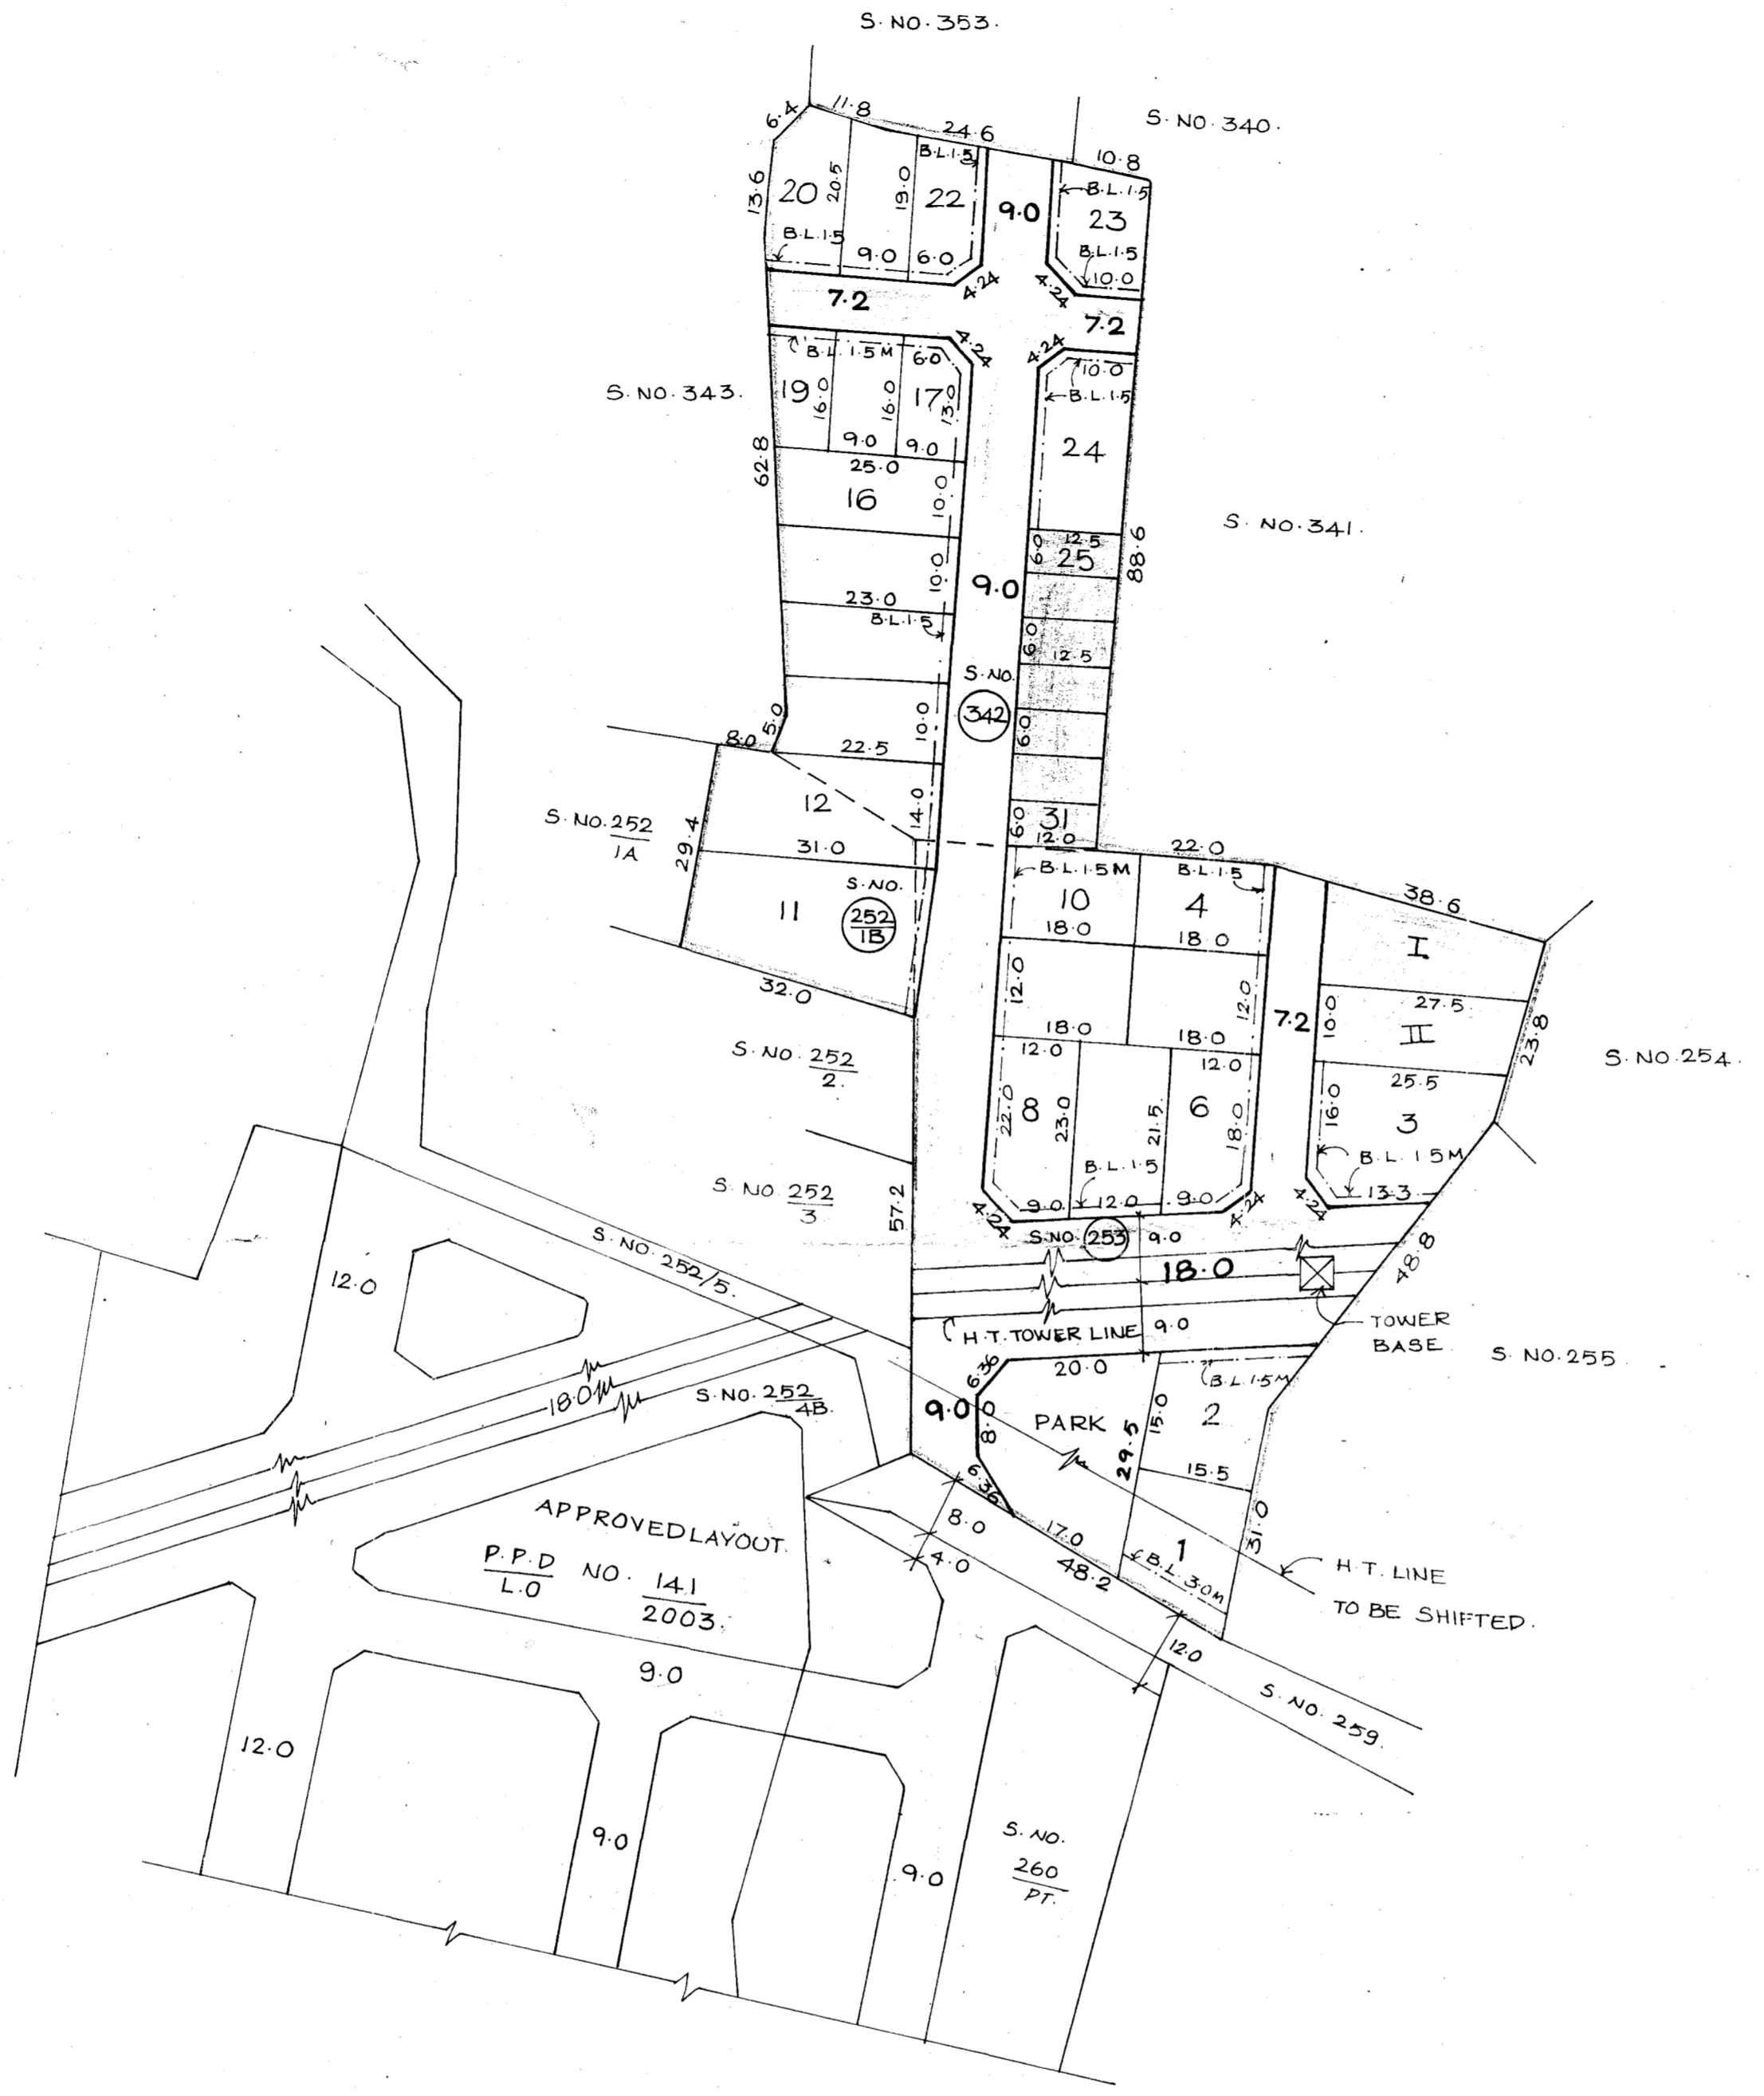 S. NO. 353.
S. NO. 340.
6.4
11.8
24.6
10.8
13.6
20
20.5
19.0
B.L.1.5
22
9.0
B.L.1.5
23
B.L.1.5
9.0
6.0
B.L.1.5
10.0
4.24
4.24
7.2
7.2
4.24
4.24
B.L. 1.5 M
6.0
10.0
B.L.1.5
S. NO. 343.
19
16.0
16.0
17
13.0
9.0
9.0
24
62.8
25.0
16
10.0
S. NO. 341.
12.5
6.0
25
88.6
10.0
9.0
23.0
B.L.1.5
6.0
12.5
S. NO.
342
10.0
6.0
8.0
5.0
22.5
12
14.0
6.0
31
12.0
S. NO. 252
1A
29.4
31.0
22.0
B.L. 1.5 M
B.L. 1.5
S. NO.
252
1B
11
10
4
38.6
18.0
18.0
I
32.0
12.0
12.0
27.5
7.2
10.0
II
23.8
18.0
18.0
S. NO. 252
2.
12.0
12.0
25.5
S. NO. 254.
22.0
8
23.0
21.5
6
18.0
16.0
3
B.L. 1.5
B.L. 1.5 M
S. NO. 252
3
57.2
9.0
12.0
9.0
13.3
4.24
4.24
4.24
S.NO. 253
9.0
48.8
S. NO. 252/5.
12.0
18.0
H.T. TOWER LINE
9.0
TOWER
BASE
S. NO. 255
6.36
20.0
B.L. 1.5 M
18.0
S. NO. 252
4B.
9.0
8.0
PARK
15.0
2
29.5
15.5
6.36
31.0
APPROVED LAYOUT.
P.P.D
L.O
NO.
141
2003.
8.0
4.0
17.0
48.2
1
B.L. 3.0 M
H.T. LINE
TO BE SHIFTED.
12.0
9.0
S. NO. 259.
12.0
9.0
9.0
S. NO.
260
PT.